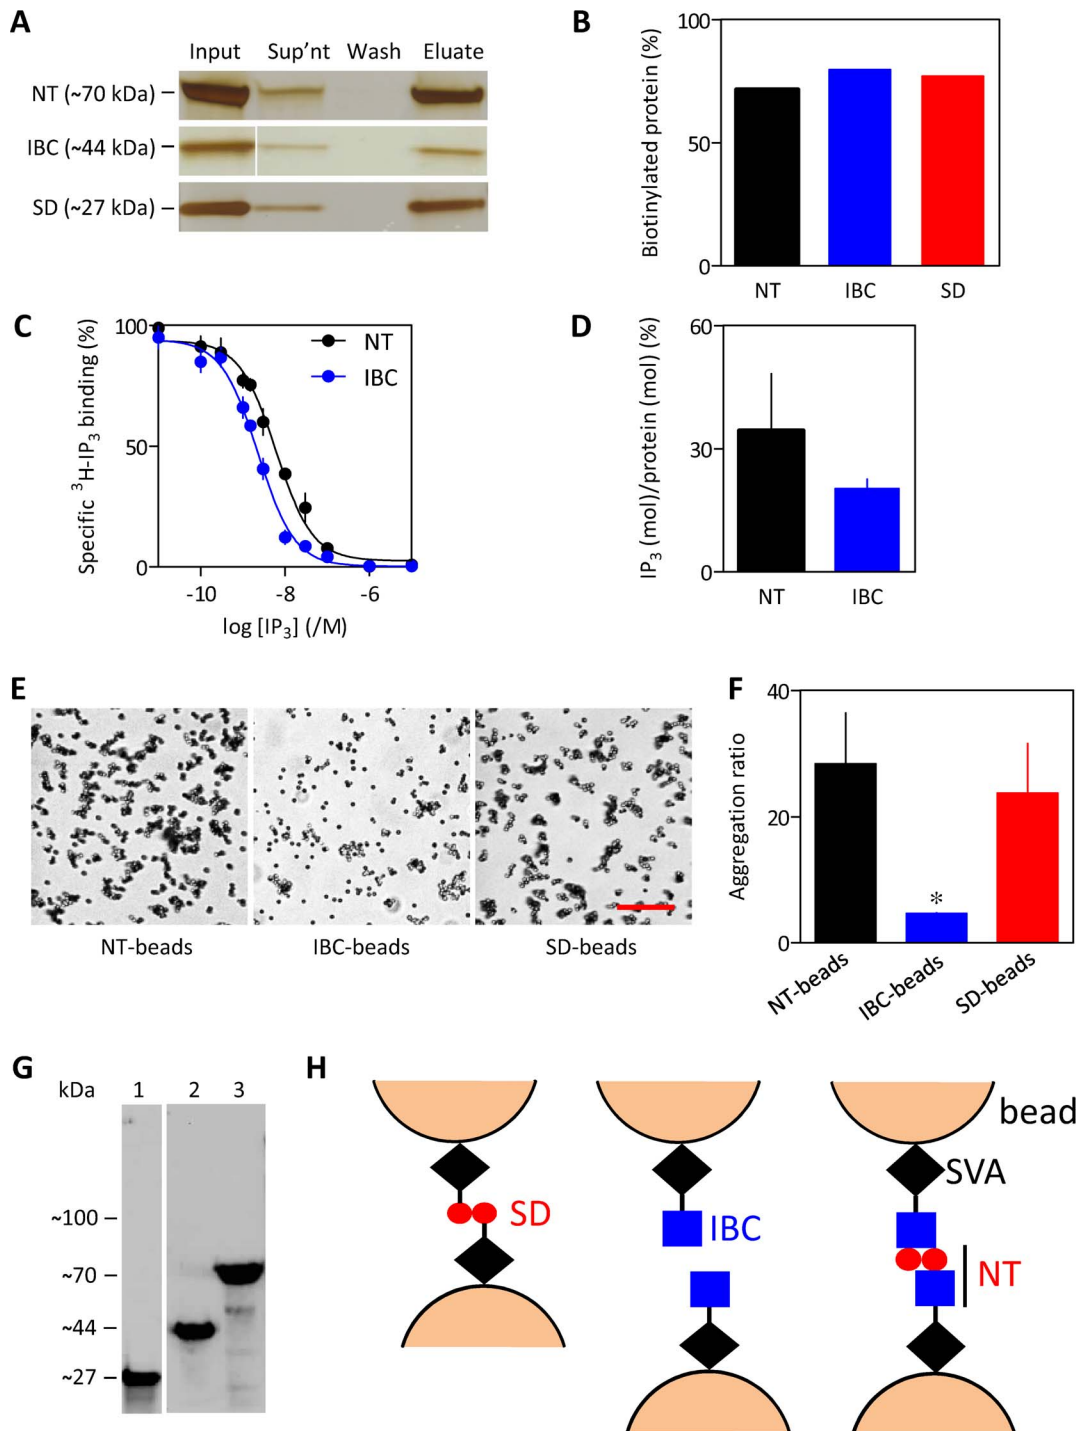 A
Input Sup’nt Wash Eluate
NT (~70 kDa)
IBC (~44 kDa)
SD (~27 kDa)
B
Biotinylated protein (%)
100
50
0
NT IBC SD
C
Specific ³H-IP₃ binding (%)
100
50
0
NT
IBC
-10 -8 -6
log [IP₃] (/M)
D
IP₃ (mol)/protein (mol) (%)
60
30
0
NT IBC
E
NT-beads IBC-beads SD-beads
F
Aggregation ratio
40
20
0
*
NT-beads IBC-beads SD-beads
G
kDa 1 2 3
~100
~70
~44
~27
H
bead
SVA
SD
IBC
NT